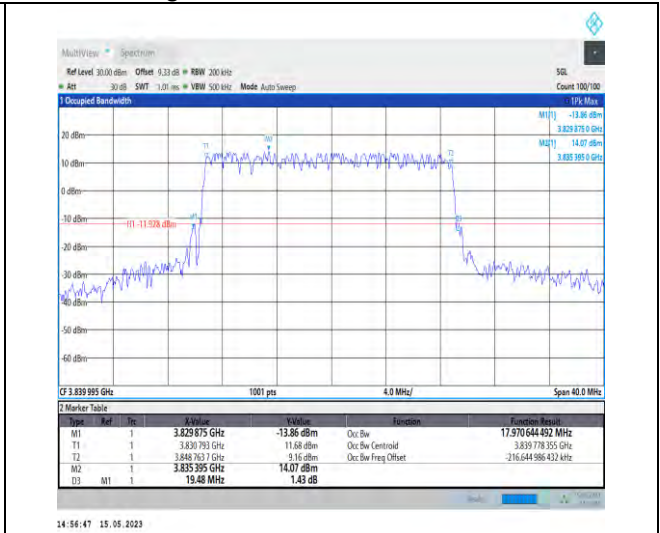 MultiView Spectrum
Ref Level 30.00 dBm Offset 9.33 dB RBW 200 kHz SGL
Att 30 dB SWT 1.01 ms VBW 500 kHz Mode Auto Sweep Count 100/100
1 Occupied Bandwidth 1Pk Max
M1[1] -13.86 dBm
3.829 875 0 GHz
M2[1] 14.07 dBm
3.835 395 0 GHz
20 dBm
T1 M2 T2
10 dBm
0 dBm
-10 dBm
H1 -11.928 dBm M1
-20 dBm
-30 dBm
-40 dBm
-50 dBm
-60 dBm
CF 3.839 995 GHz 1001 pts 4.0 MHz/ Span 40.0 MHz
2 Marker Table
Type Ref Trc X-Value Y-Value Function Function Result
M1 1 3.829 875 GHz -13.86 dBm Occ Bw 17.970 644 492 MHz
T1 1 3.830 793 GHz 11.68 dBm Occ Bw Centroid 3.839 778 355 GHz
T2 1 3.848 763 7 GHz 9.16 dBm Occ Bw Freq Offset -216.644 986 432 kHz
M2 1 3.835 395 GHz 14.07 dBm
D3 M1 1 19.48 MHz 1.43 dB
14:56:47 15.05.2023